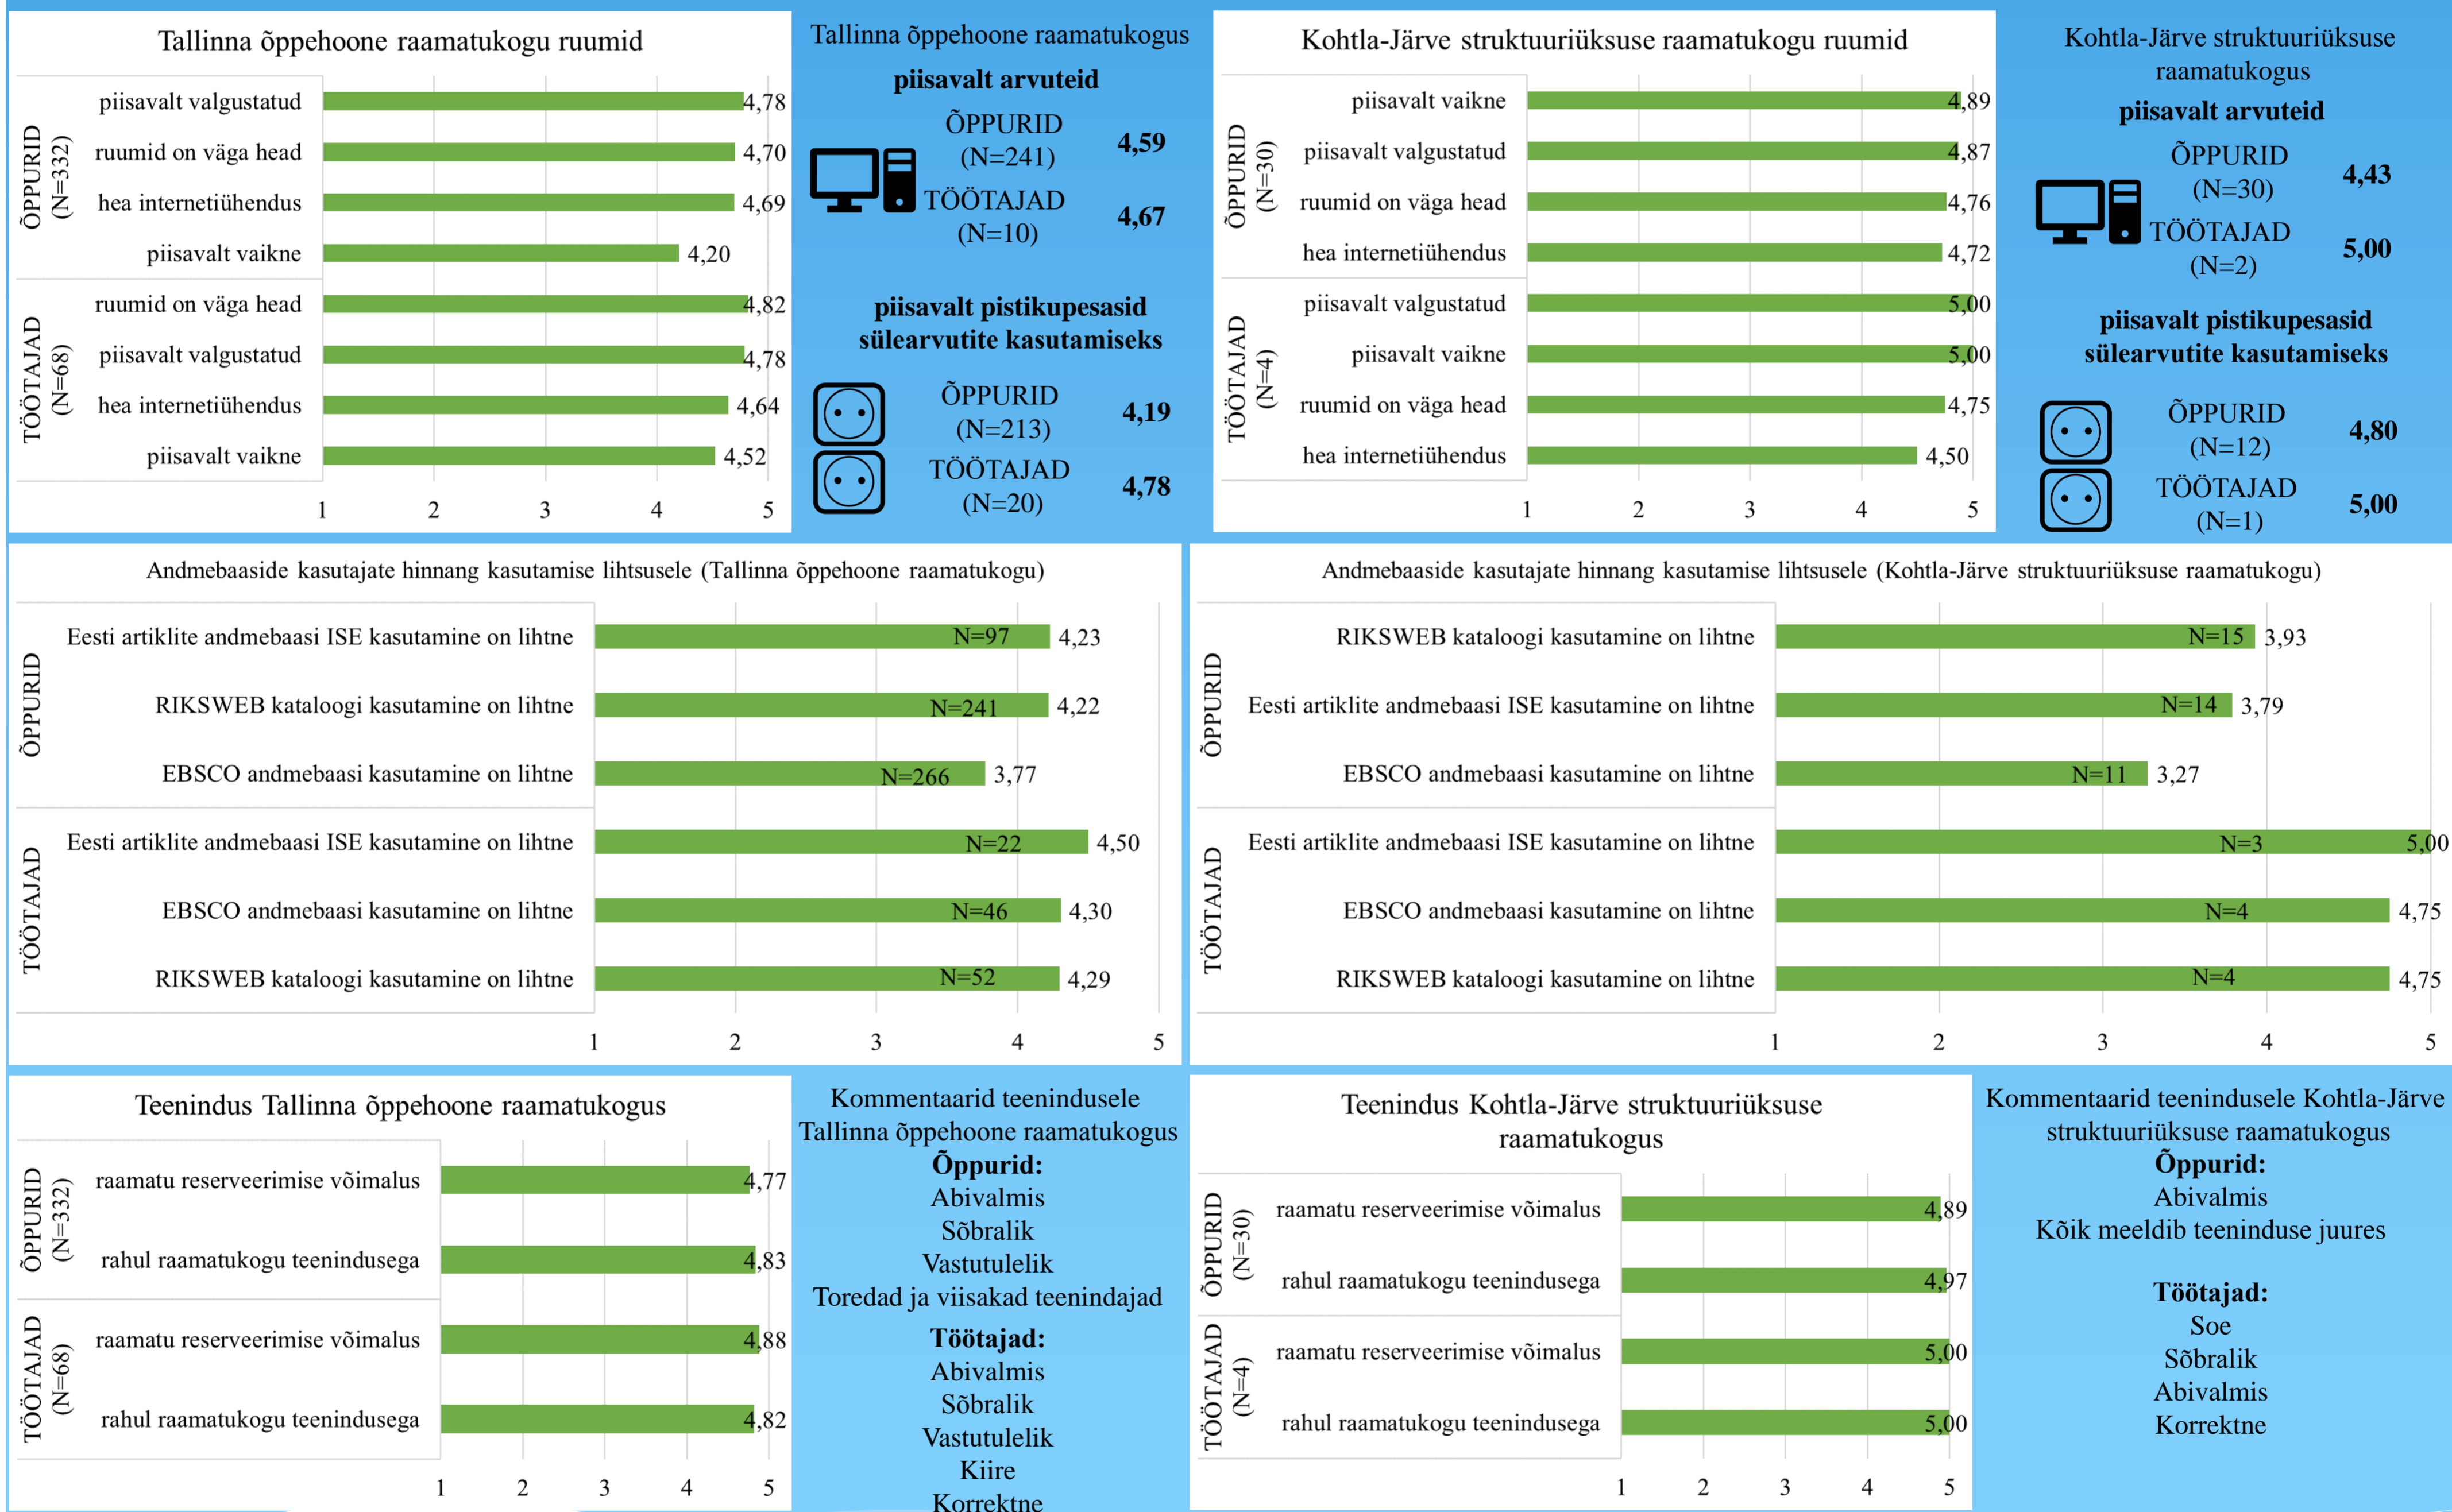 Tallinna õppehoone raamatukogu ruumid
ÕPPURID
(N=332)
piisavalt valgustatud 4,78
ruumid on väga head 4,70
hea internetiühendus 4,69
piisavalt vaikne 4,20
TÖÖTAJAD
(N=68)
ruumid on väga head 4,82
piisavalt valgustatud 4,78
hea internetiühendus 4,64
piisavalt vaikne 4,52
1 2 3 4 5
Tallinna õppehoone raamatukogus
piisavalt arvuteid
ÕPPURID
(N=241) 4,59
TÖÖTAJAD
(N=10) 4,67
piisavalt pistikupesasid
sülearvutite kasutamiseks
ÕPPURID
(N=213) 4,19
TÖÖTAJAD
(N=20) 4,78
Kohtla-Järve struktuuriüksuse raamatukogu ruumid
ÕPPURID
(N=30)
piisavalt vaikne 4,89
piisavalt valgustatud 4,87
ruumid on väga head 4,76
hea internetiühendus 4,72
TÖÖTAJAD
(N=4)
piisavalt valgustatud 5,00
piisavalt vaikne 5,00
ruumid on väga head 4,75
hea internetiühendus 4,50
1 2 3 4 5
Kohtla-Järve struktuuriüksuse
raamatukogus
piisavalt arvuteid
ÕPPURID
(N=30) 4,43
TÖÖTAJAD
(N=2) 5,00
piisavalt pistikupesasid
sülearvutite kasutamiseks
ÕPPURID
(N=12) 4,80
TÖÖTAJAD
(N=1) 5,00
Andmebaaside kasutajate hinnang kasutamise lihtsusele (Tallinna õppehoone raamatukogu)
ÕPPURID
Eesti artiklite andmebaasi ISE kasutamine on lihtne N=97 4,23
RIKSWEB kataloogi kasutamine on lihtne N=241 4,22
EBSCO andmebaasi kasutamine on lihtne N=266 3,77
TÖÖTAJAD
Eesti artiklite andmebaasi ISE kasutamine on lihtne N=22 4,50
EBSCO andmebaasi kasutamine on lihtne N=46 4,30
RIKSWEB kataloogi kasutamine on lihtne N=52 4,29
1 2 3 4 5
Andmebaaside kasutajate hinnang kasutamise lihtsusele (Kohtla-Järve struktuuriüksuse raamatukogu)
ÕPPURID
RIKSWEB kataloogi kasutamine on lihtne N=15 3,93
Eesti artiklite andmebaasi ISE kasutamine on lihtne N=14 3,79
EBSCO andmebaasi kasutamine on lihtne N=11 3,27
TÖÖTAJAD
Eesti artiklite andmebaasi ISE kasutamine on lihtne N=3 5,00
EBSCO andmebaasi kasutamine on lihtne N=4 4,75
RIKSWEB kataloogi kasutamine on lihtne N=4 4,75
1 2 3 4 5
Teenindus Tallinna õppehoone raamatukogus
ÕPPURID
(N=332)
raamatu reserveerimise võimalus 4,77
rahul raamatukogu teenindusega 4,83
TÖÖTAJAD
(N=68)
raamatu reserveerimise võimalus 4,88
rahul raamatukogu teenindusega 4,82
1 2 3 4 5
Kommentaarid teenindusele
Tallinna õppehoone raamatukogus
Õppurid:
Abivalmis
Sõbralik
Vastutulelik
Toredad ja viisakad teenindajad
Töötajad:
Abivalmis
Sõbralik
Vastutulelik
Kiire
Korrektne
Teenindus Kohtla-Järve struktuuriüksuse
raamatukogus
ÕPPURID
(N=30)
raamatu reserveerimise võimalus 4,89
rahul raamatukogu teenindusega 4,97
TÖÖTAJAD
(N=4)
raamatu reserveerimise võimalus 5,00
rahul raamatukogu teenindusega 5,00
1 2 3 4 5
Kommentaarid teenindusele Kohtla-Järve
struktuuriüksuse raamatukogus
Õppurid:
Abivalmis
Kõik meeldib teeninduse juures
Töötajad:
Soe
Sõbralik
Abivalmis
Korrektne